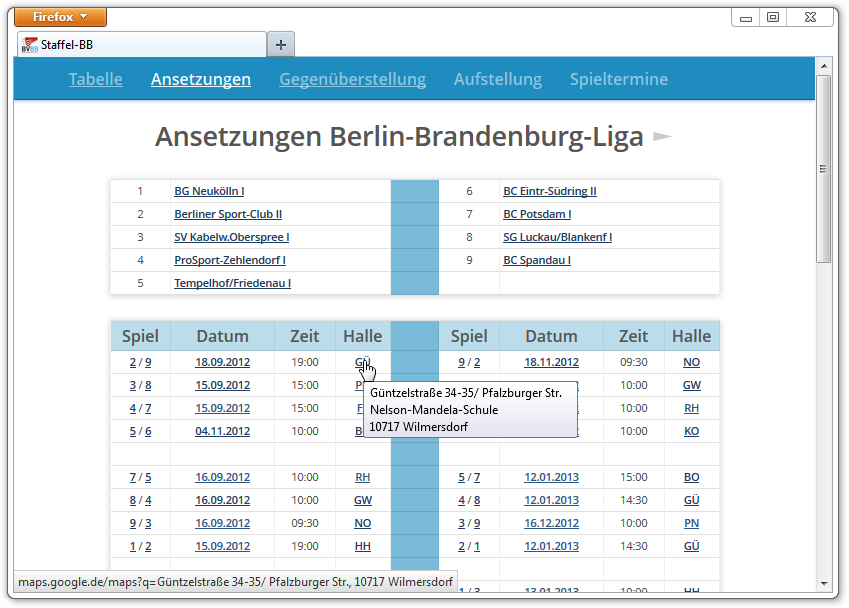 Firefox
Staffel-BB
Tabelle Ansetzungen Gegenüberstellung Aufstellung Spieltermine
Ansetzungen Berlin-Brandenburg-Liga
1 BG Neukölln I 6 BC Eintr-Südring II
2 Berliner Sport-Club II 7 BC Potsdam I
3 SV Kabelw.Oberspree I 8 SG Luckau/Blankenf I
4 ProSport-Zehlendorf I 9 BC Spandau I
5 Tempelhof/Friedenau I
Spiel Datum Zeit Halle Spiel Datum Zeit Halle
2 / 9 18.09.2012 19:00 GÜ 9 / 2 18.11.2012 09:30 NO
3 / 8 15.09.2012 15:00 3 10:00 GW
4 / 7 15.09.2012 15:00 10:00 RH
5 / 6 04.11.2012 10:00 10:00 KO
Güntzelstraße 34-35/ Pfalzburger Str.
Nelson-Mandela-Schule
10717 Wilmersdorf
7 / 5 16.09.2012 10:00 RH 5 / 7 12.01.2013 15:00 BO
8 / 4 16.09.2012 10:00 GW 4 / 8 12.01.2013 14:30 GÜ
9 / 3 16.09.2012 09:30 NO 3 / 9 16.12.2012 10:00 PN
1 / 2 15.09.2012 19:00 HH 2 / 1 12.01.2013 14:30 GÜ
1 / 3 13.01.2013 10:00 HH
maps.google.de/maps?q=Güntzelstraße 34-35/ Pfalzburger Str., 10717 Wilmersdorf